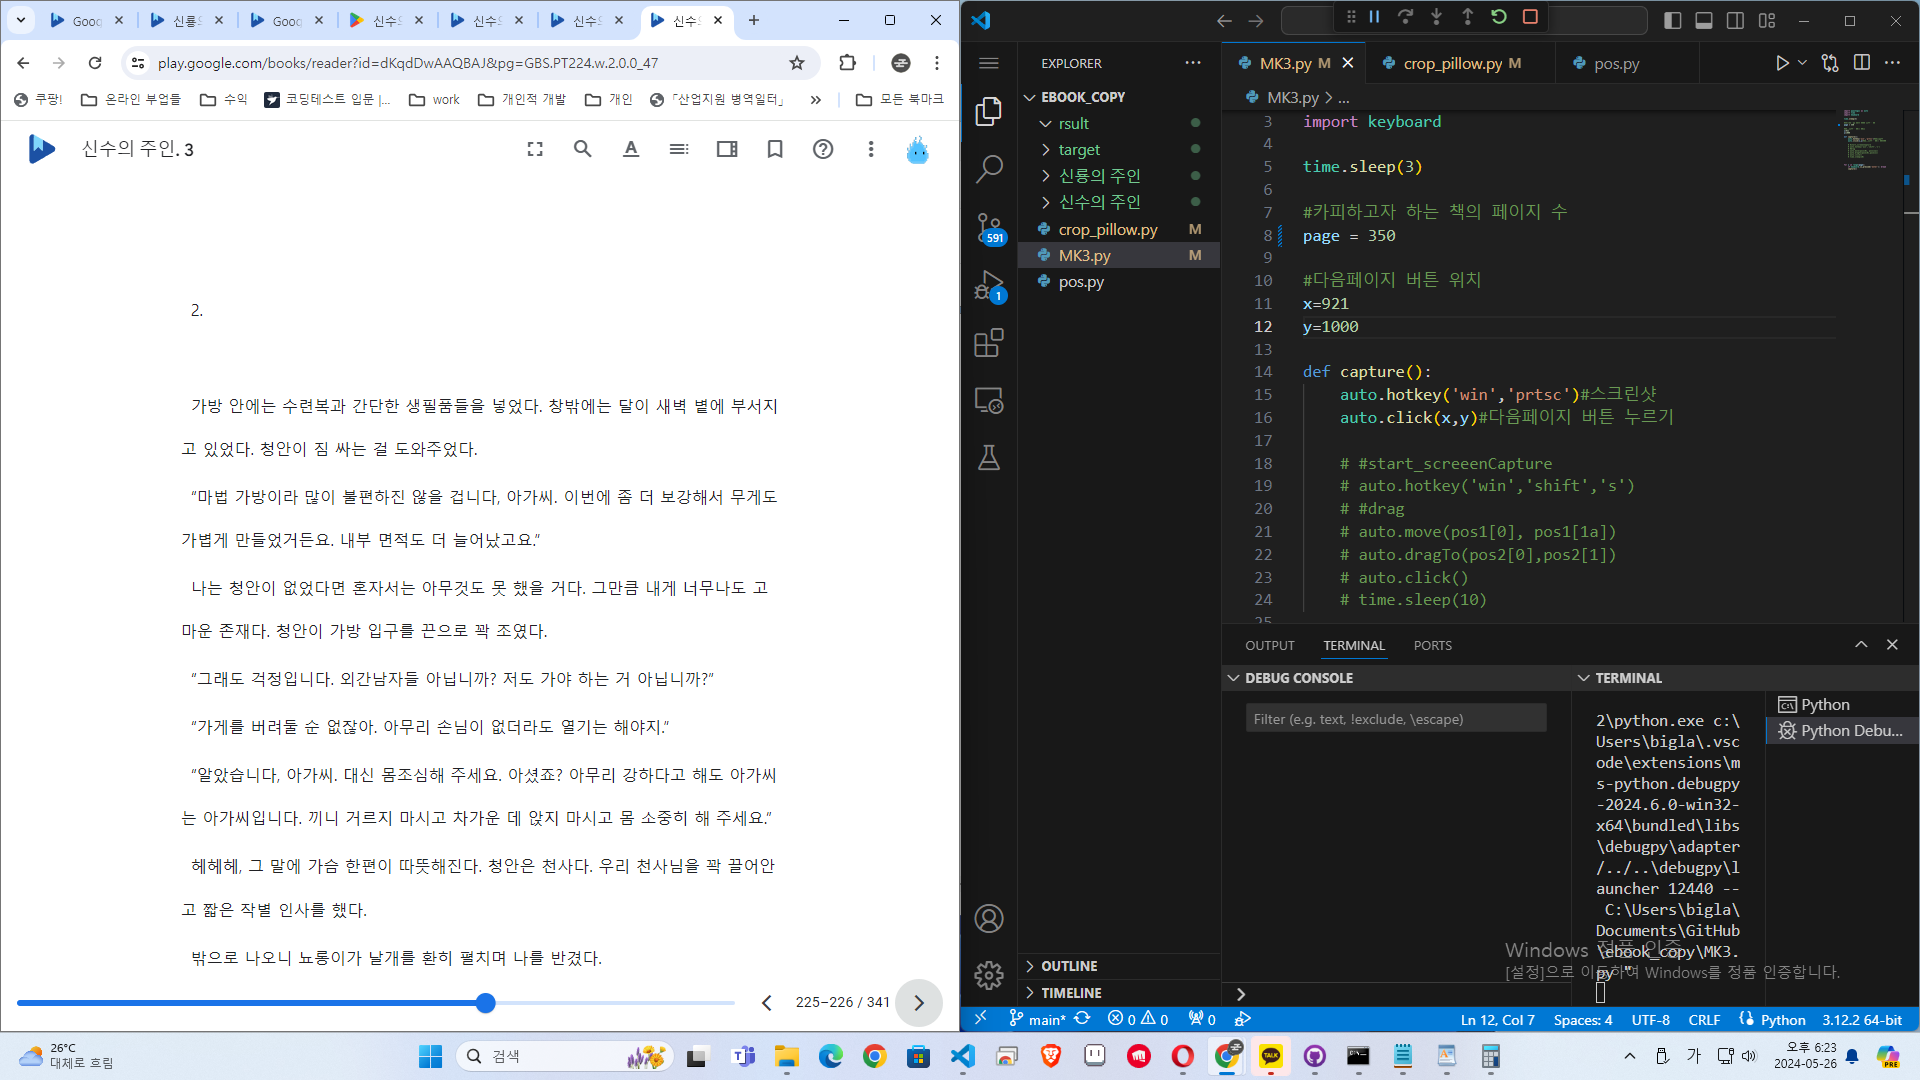 Goog
신룡
Goog
신수
신수
신수
신수
play.google.com/books/reader?id=dKqdDwAAQBAJ&pg=GBS.PT224.w.2.0.0_47
쿠팡!
온라인 부업들
수익
코딩테스트 입문 |...
work
개인적 개발
개인
「산업지원 병역일터」
»
모든 북마크
신수의 주인. 3
2.
가방 안에는 수련복과 간단한 생필품들을 넣었다. 창밖에는 달이 새벽 별에 부서지
고 있었다. 청안이 짐 싸는 걸 도와주었다.
“마법 가방이라 많이 불편하진 않을 겁니다, 아가씨. 이번에 좀 더 보강해서 무게도
가볍게 만들었거든요. 내부 면적도 더 늘어났고요.”
나는 청안이 없었다면 혼자서는 아무것도 못 했을 거다. 그만큼 내게 너무나도 고
마운 존재다. 청안이 가방 입구를 끈으로 꽉 조였다.
“그래도 걱정입니다. 외간남자들 아닙니까? 저도 가야 하는 거 아닙니까?”
“가게를 버려둘 순 없잖아. 아무리 손님이 없더라도 열기는 해야지.”
“알았습니다, 아가씨. 대신 몸조심해 주세요. 아셨죠? 아무리 강하다고 해도 아가씨
는 아가씨입니다. 끼니 거르지 마시고 차가운 데 앉지 마시고 몸 소중히 해 주세요.”
헤헤헤, 그 말에 가슴 한편이 따뜻해진다. 청안은 천사다. 우리 천사님을 꽉 끌어안
고 짧은 작별 인사를 했다.
밖으로 나오니 뇨롱이가 날개를 환히 펼치며 나를 반겼다.
225–226 / 341
EXPLORER
EBOOK_COPY
rsult
target
신룡의 주인
신수의 주인
crop_pillow.py M
MK3.py M
pos.py
591
1
OUTLINE
TIMELINE
MK3.py M
crop_pillow.py M
pos.py
MK3.py > ...
3 import keyboard
4
5 time.sleep(3)
6
7 #카피하고자 하는 책의 페이지 수
8 page = 350
9
10 #다음페이지 버튼 위치
11 x=921
12 y=1000
13
14 def capture():
15 auto.hotkey('win','prtsc')#스크린샷
16 auto.click(x,y)#다음페이지 버튼 누르기
17
18 # #start_screeenCapture
19 # auto.hotkey('win','shift','s')
20 # #drag
21 # auto.move(pos1[0], pos1[1a])
22 # auto.dragTo(pos2[0],pos2[1])
23 # auto.click()
24 # time.sleep(10)
25
OUTPUT TERMINAL PORTS
DEBUG CONSOLE
Filter (e.g. text, !exclude, \escape)
TERMINAL
2\python.exe c:\
Users\bigla\.vsc
ode\extensions\m
s-python.debugpy
-2024.6.0-win32-
x64\bundled\libs
\debugpy\adapter
/../..\debugpy\l
auncher 12440 --
C:\Users\bigla\
Documents\GitHub
\ebook_copy\MK3.
py "
Python
Python Debu...
Windows 정품 인증
[설정]으로 이동하여 Windows를 정품 인증합니다.
main* 0 0 0
Ln 12, Col 7 Spaces: 4 UTF-8 CRLF Python 3.12.2 64-bit
26°C
대체로 흐림
검색
TALK
가
오후 6:23
2024-05-26
PRE